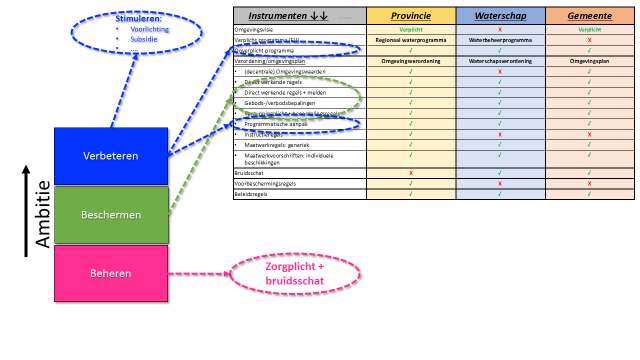 Stimuleren:
• Voorlichting
• Subsidie
• ....
Verbeteren
Beschermen
Beheren
Ambitie
Zorgplicht +
bruidsschat
Instrumenten ↓↓ Provincie Waterschap Gemeente
Omgevingsvisie Verplicht X Verplicht
Verplicht programma Regionaal waterprogramma Waterbeheerprogramma X
programma √ √ √
Verordening/omgevingsplan Omgevingsverordening Waterschapsverordening Omgevingsplan
• (decentrale) Omgevingswaarden √ X √
• Direct werkende regels √ √ √
• Direct werkende regels + melden √ √ √
• Gebods-/verbodsbepalingen √ √ √
√ √ √
• Programmatische aanpak √ √ √
• Instructieregels √ X X
• Maatwerkregels: generiek √ √ √
• Maatwerkvoorschriften: individuele √ √ √
beschikkingen
Bruidsschat X √ √
Voorbeschermingsregels √ X X
Beleidsregels √ √ √